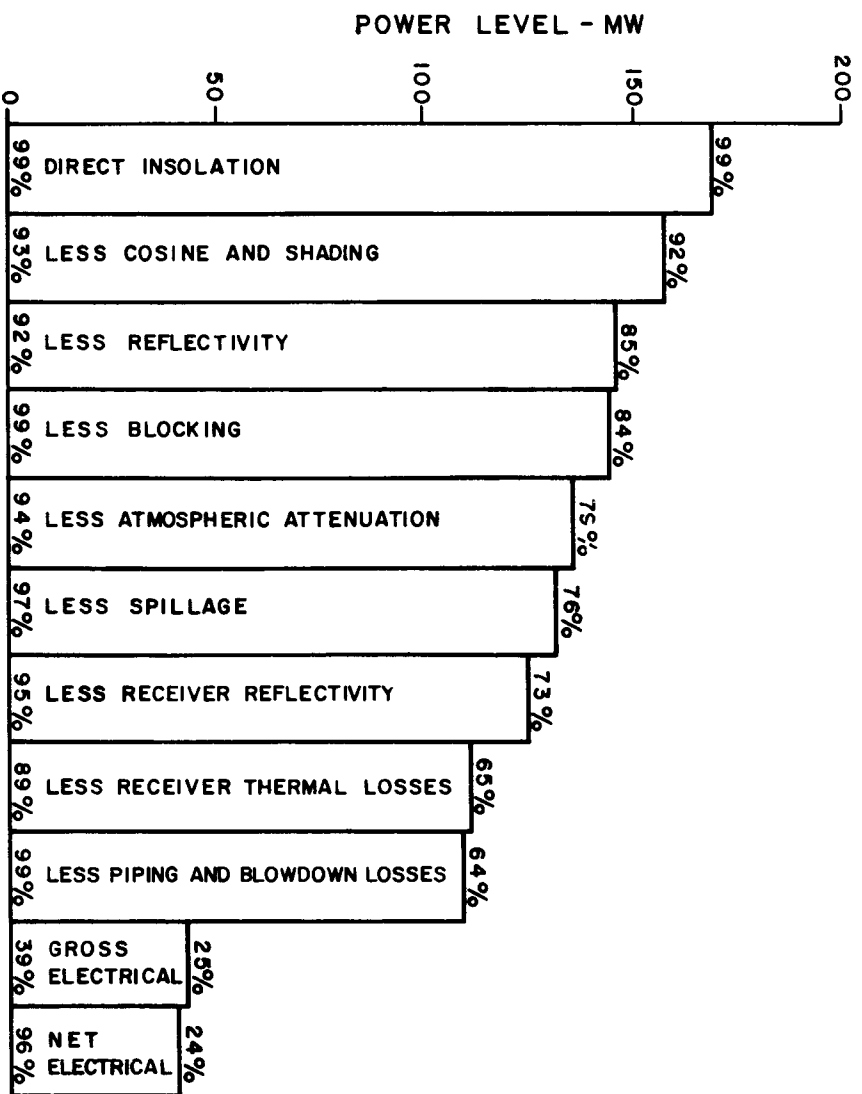 POWER LEVEL - MW
0
50
100
150
200
99%
DIRECT INSOLATION
99%
93%
LESS COSINE AND SHADING
92%
92%
LESS REFLECTIVITY
85%
99%
LESS BLOCKING
84%
94%
LESS ATMOSPHERIC ATTENUATION
79%
97%
LESS SPILLAGE
76%
95%
LESS RECEIVER REFLECTIVITY
73%
89%
LESS RECEIVER THERMAL LOSSES
65%
99%
LESS PIPING AND BLOWDOWN LOSSES
64%
39%
GROSS
ELECTRICAL
25%
96%
NET
ELECTRICAL
24%